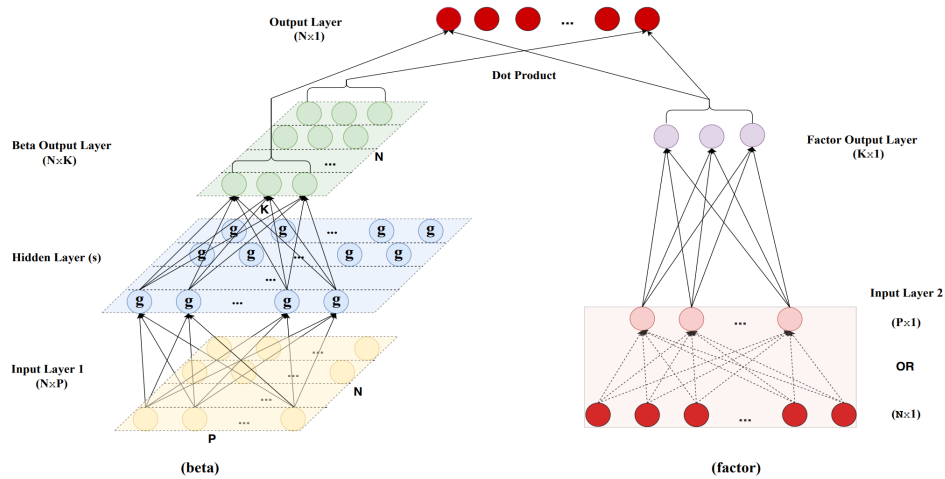 Output Layer
(N×1)
...
Dot Product
Beta Output Layer
(N×K)
...
N
K
Factor Output Layer
(K×1)
Hidden Layer (s)
g g ... g g
g g ... g g
...
g g ... g g
Input Layer 1
(N×P)
...
...
...
N
P
Input Layer 2
(P×1)
...
OR
(N×1)
...
(beta)
(factor)